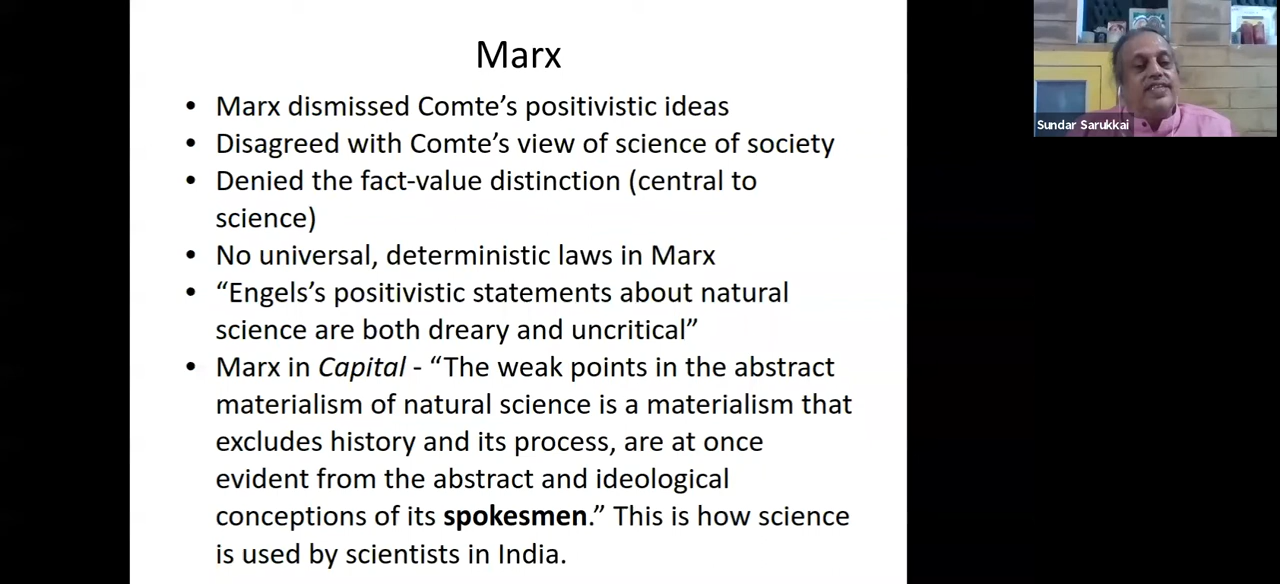 Marx
• Marx dismissed Comte’s positivistic ideas
• Disagreed with Comte’s view of science of society
• Denied the fact-value distinction (central to
science)
• No universal, deterministic laws in Marx
• “Engels’s positivistic statements about natural
science are both dreary and uncritical”
• Marx in Capital - “The weak points in the abstract
materialism of natural science is a materialism that
excludes history and its process, are at once
evident from the abstract and ideological
conceptions of its spokesmen.” This is how science
is used by scientists in India.
Sundar Sarukkai